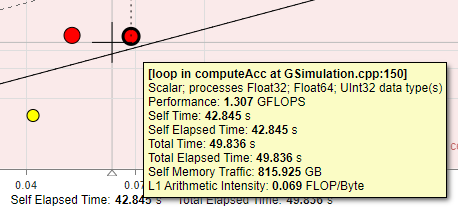 [loop in computeAcc at GSimulation.cpp:150]
Scalar; processes Float32; Float64; UInt32 data type(s)
Performance: 1.307 GFLOPS
Self Time: 42.845 s
Self Elapsed Time: 42.845 s
Total Time: 49.836 s
Total Elapsed Time: 49.836 s
Self Memory Traffic: 815.925 GB
L1 Arithmetic Intensity: 0.069 FLOP/Byte
0.04 0.07
Self Elapsed Time: 42.845 s Total Elapsed Time: 49.836 s